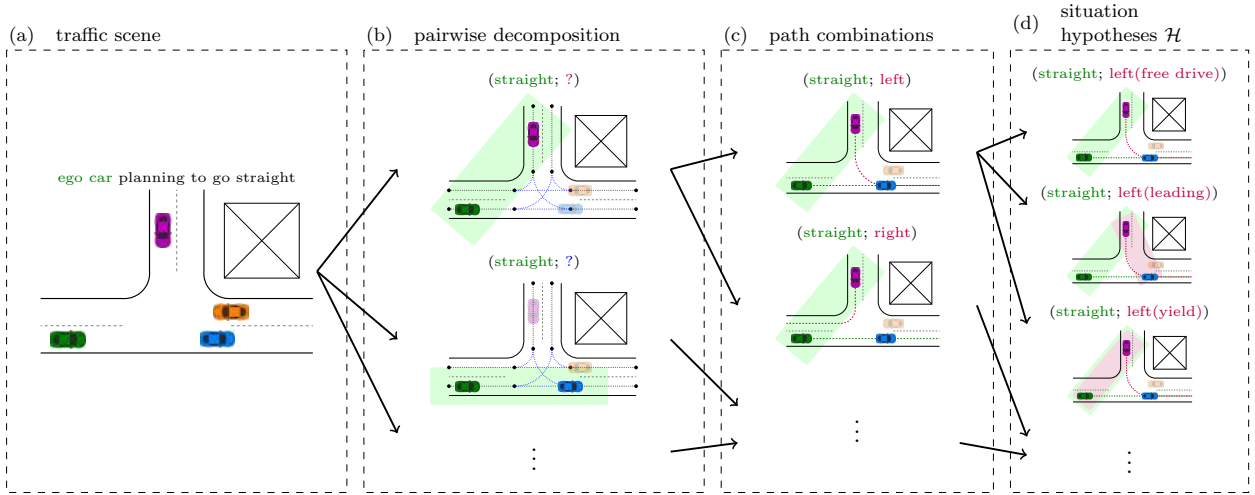 (a) traffic scene
ego car planning to go straight
(b) pairwise decomposition
(straight; ?)
(straight; ?)
⋮
(c) path combinations
(straight; left)
(straight; right)
⋮
(d) situation
hypotheses ℋ
(straight; left(free drive))
(straight; left(leading))
(straight; left(yield))
⋮